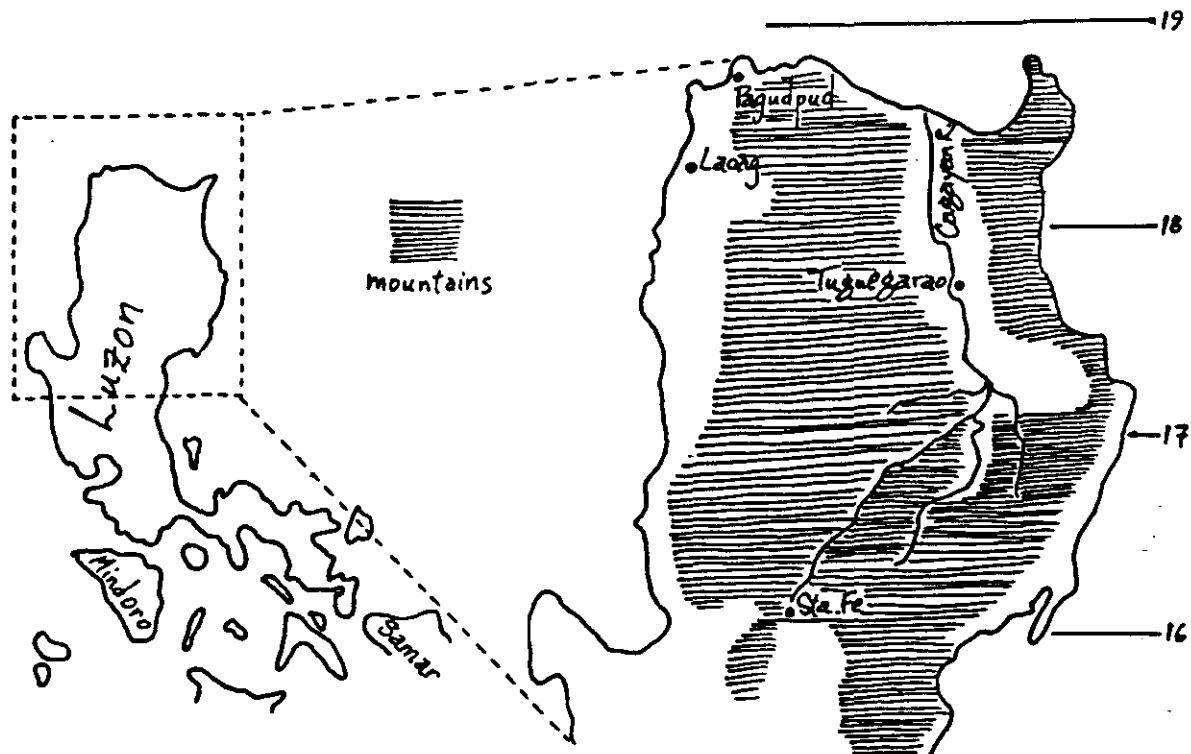 19
Pagudpud
Laoag
Cagayan R.
18
Tuguegarao
mountains
Luzon
17
Mindoro
Sta. Fe
Samar
16